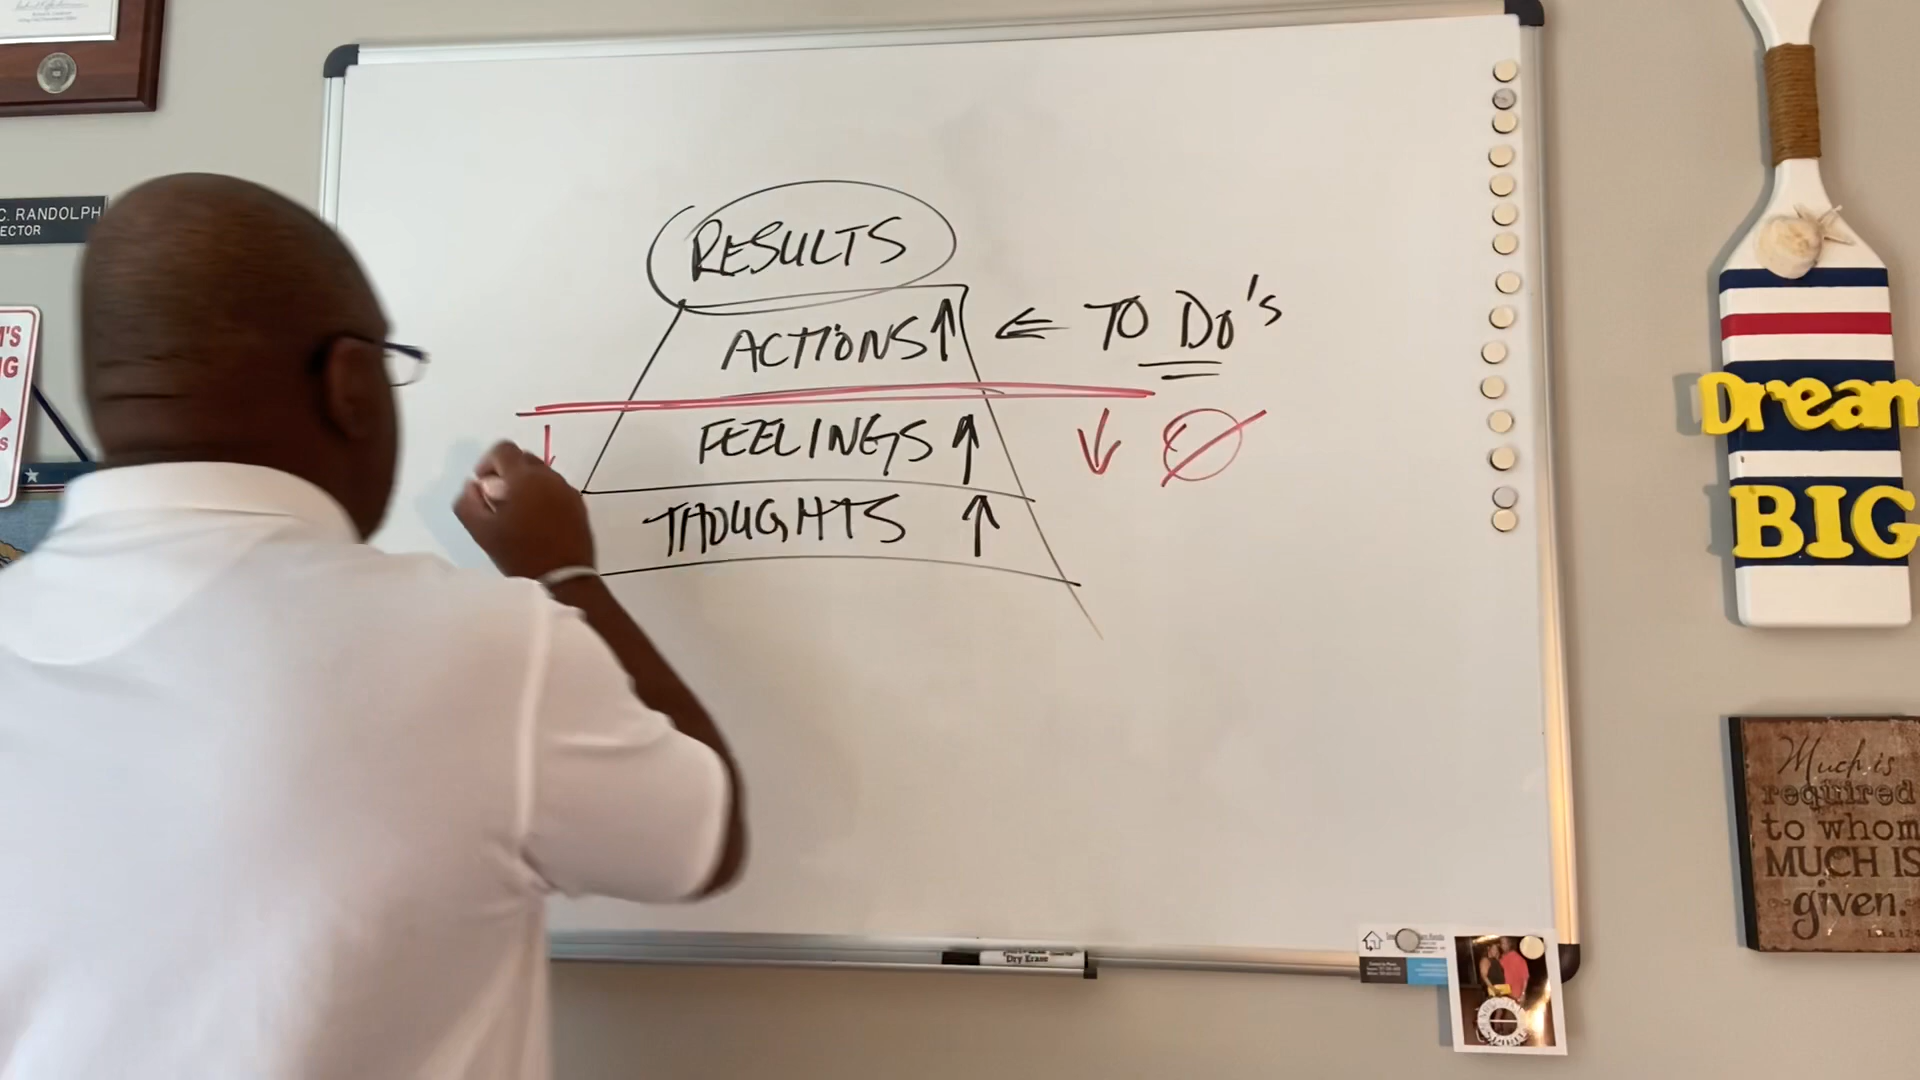 C. RANDOLPH
ECTOR
M'S
IG
S
RESULTS
ACTIONS
TO DO's
FEELINGS
THOUGHTS
Dream
BIG
Much is
required
to whom
MUCH IS
given.
Dry Erase